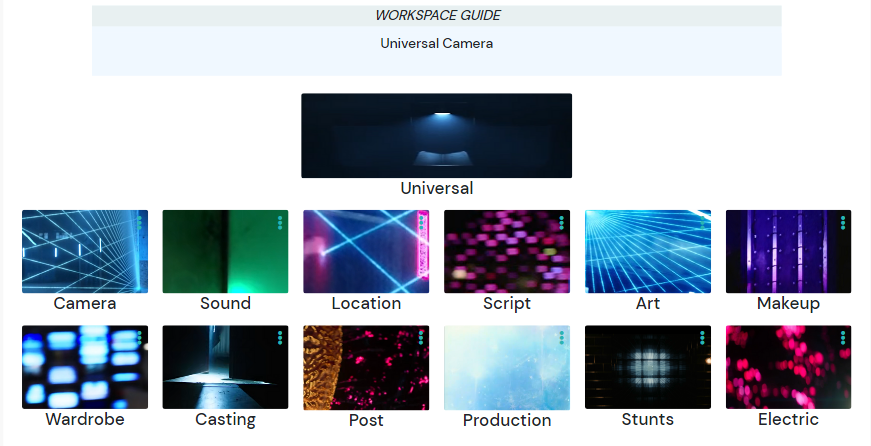 WORKSPACE GUIDE
Universal Camera
Universal
Camera
Sound
Location
Script
Art
Makeup
Wardrobe
Casting
Post
Production
Stunts
Electric